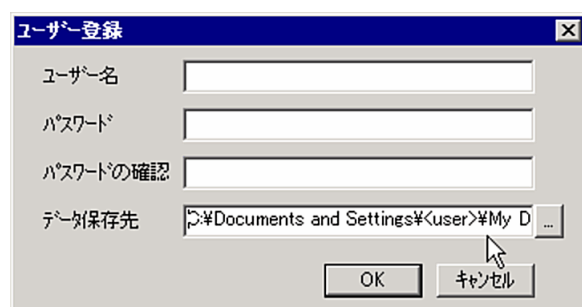 ユーザー登録
ユーザー名
パスワード
パスワードの確認
データ保存先 C:¥Documents and Settings¥<user>¥My D ...
OK キャンセル